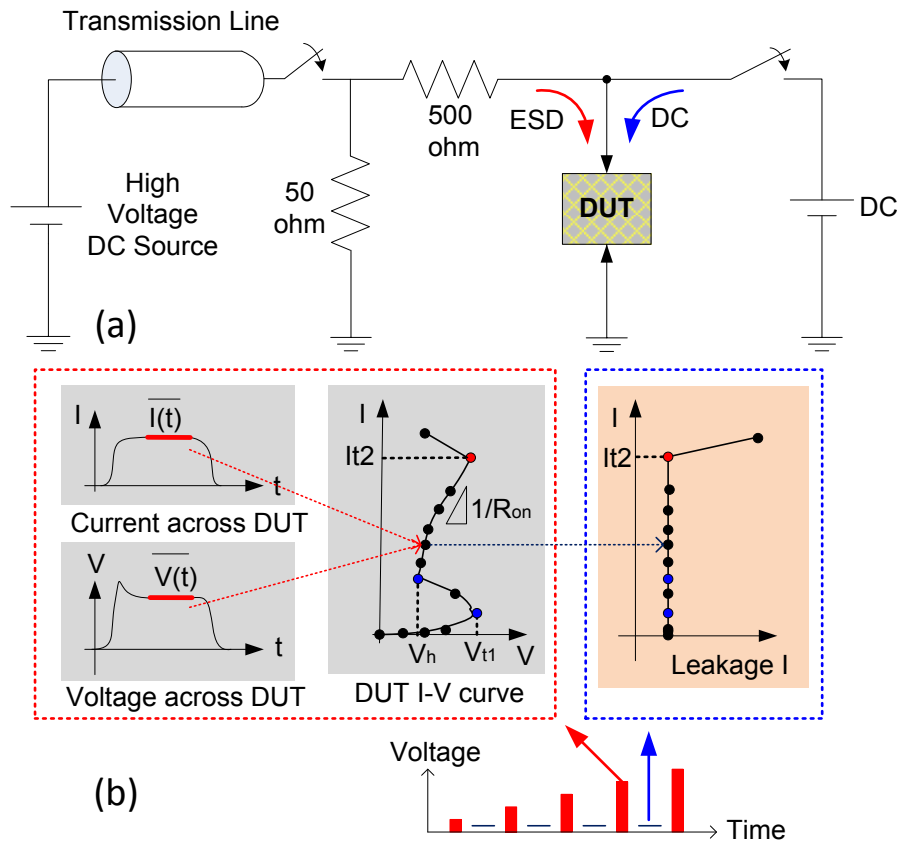 Transmission Line
500
ohm
ESD
DC
50
ohm
High
Voltage
DC Source
DUT
DC
(a)
I
I(t)
t
Current across DUT
V
V(t)
t
Voltage across DUT
I
It2
1/Ron
Vh
Vt1
V
DUT I-V curve
I
It2
Leakage I
(b)
Voltage
Time